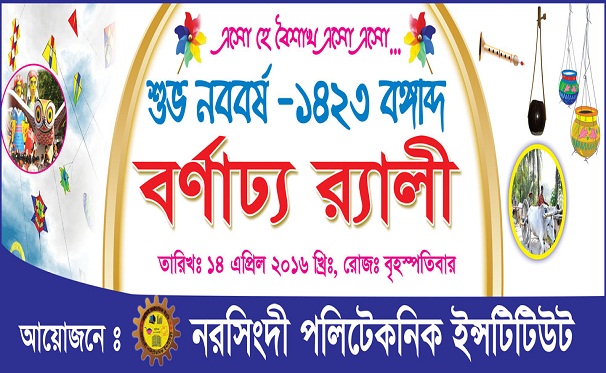 এসো হে বৈশাখ এসো এসো...
শুভ নববর্ষ -১৪২৩ বঙ্গাব্দ
বর্ণাঢ্য র‍্যালী
তারিখঃ ১৪ এপ্রিল ২০১৬ খ্রিঃ, রোজঃ বৃহস্পতিবার
আয়োজনে ঃ নরসিংদী পলিটেকনিক ইন্সটিটিউট